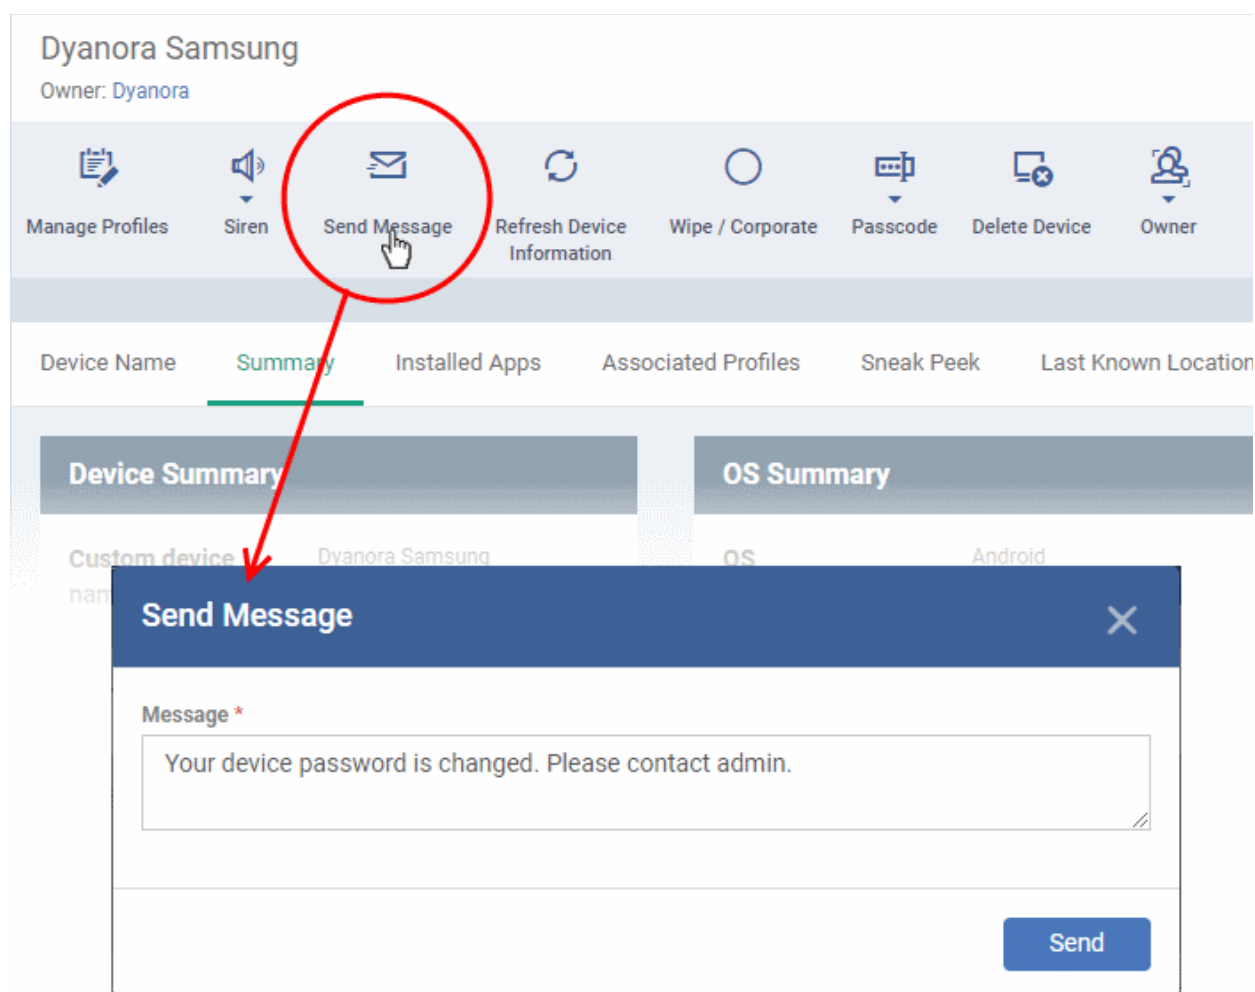 Dyanora Samsung
Owner: Dyanora
Manage Profiles
Siren
Send Message
Refresh Device
Information
Wipe / Corporate
Passcode
Delete Device
Owner
Device Name
Summary
Installed Apps
Associated Profiles
Sneak Peek
Last Known Location
Device Summary
OS Summary
Custom device
Dyanora Samsung
OS
Android
Send Message
Message *
Your device password is changed. Please contact admin.
Send